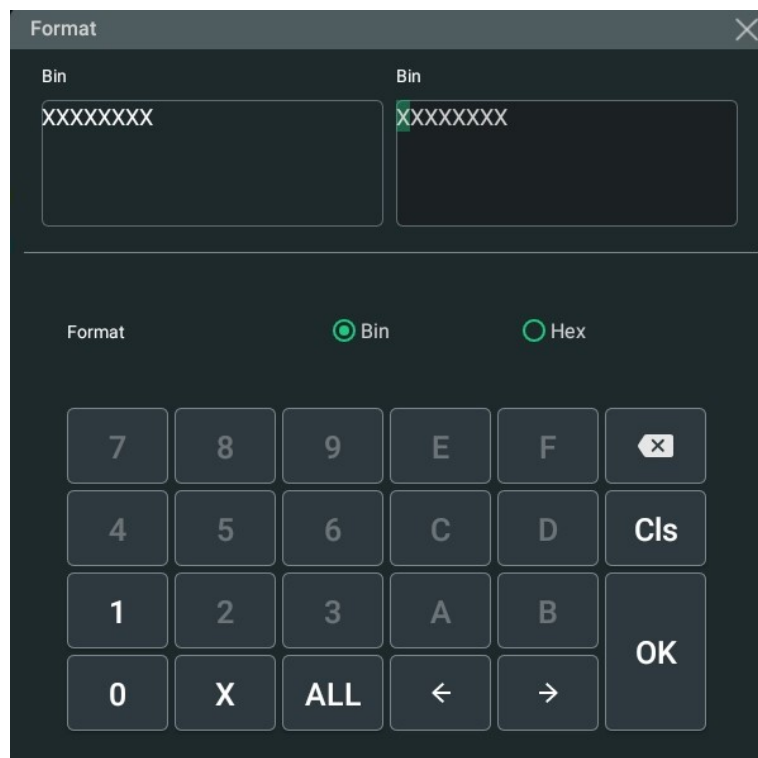 Format
Bin Bin
XXXXXXXX XXXXXXXX
Format Bin Hex
7 8 9 E F
4 5 6 C D Cls
1 2 3 A B
OK
0 X ALL ← →